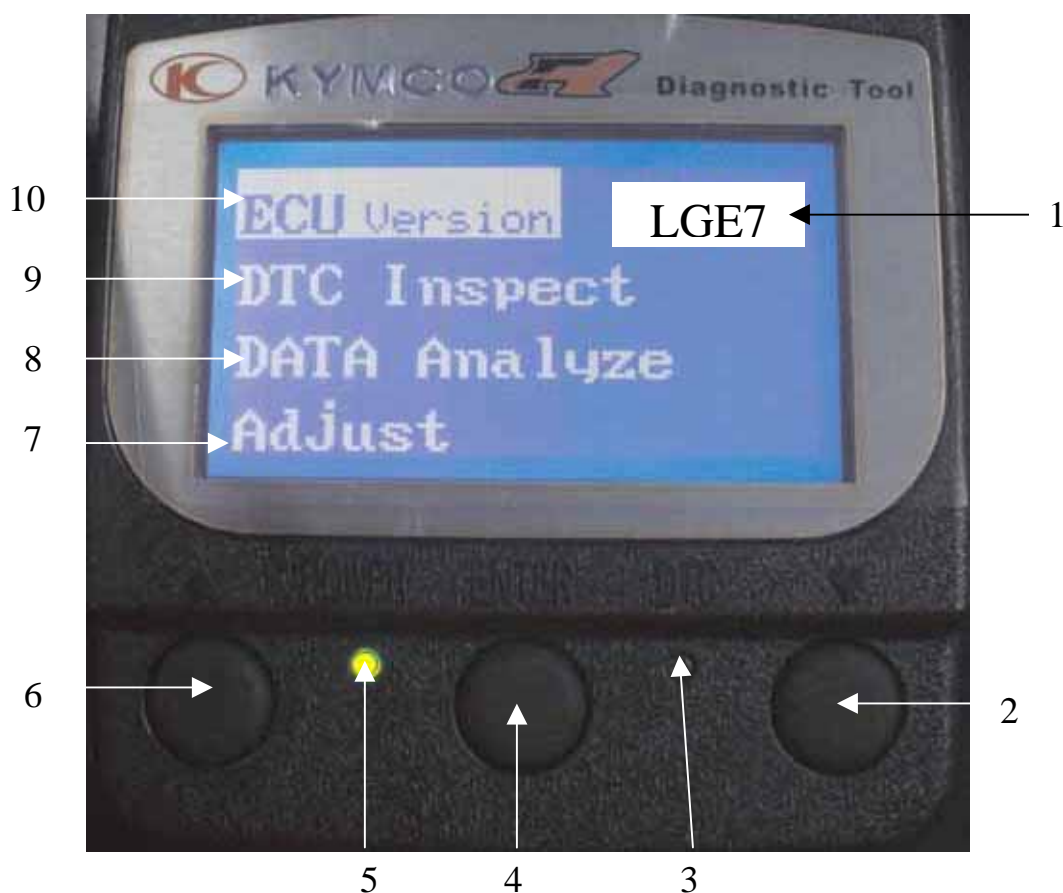 KYMCO Diagnostic Tool
10 ECU Version LGE7 1
9 DTC Inspect
8 DATA Analyze
7 Adjust
6 2
5 4 3